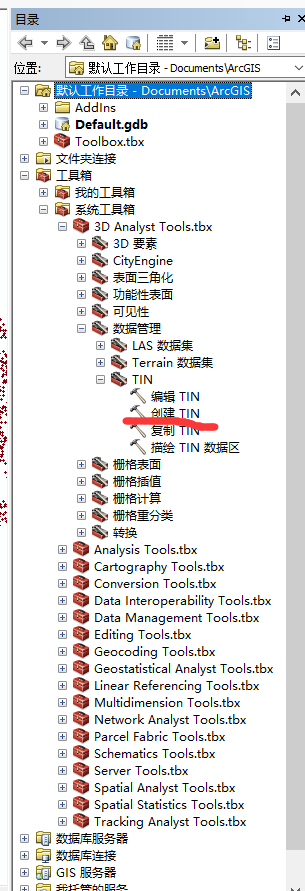 目录
位置:
默认工作目录 - Documents\ArcGIS
默认工作目录 - Documents\ArcGIS
AddIns
Default.gdb
Toolbox.tbx
文件夹连接
工具箱
我的工具箱
系统工具箱
3D Analyst Tools.tbx
3D 要素
CityEngine
表面三角化
功能性表面
可见性
数据管理
LAS 数据集
Terrain 数据集
TIN
编辑 TIN
创建 TIN
复制 TIN
描绘 TIN 数据区
栅格表面
栅格插值
栅格计算
栅格重分类
转换
Analysis Tools.tbx
Cartography Tools.tbx
Conversion Tools.tbx
Data Interoperability Tools.tbx
Data Management Tools.tbx
Editing Tools.tbx
Geocoding Tools.tbx
Geostatistical Analyst Tools.tbx
Linear Referencing Tools.tbx
Multidimension Tools.tbx
Network Analyst Tools.tbx
Parcel Fabric Tools.tbx
Schematics Tools.tbx
Server Tools.tbx
Spatial Analyst Tools.tbx
Spatial Statistics Tools.tbx
Tracking Analyst Tools.tbx
数据库服务器
数据库连接
GIS 服务器
我托管的服务